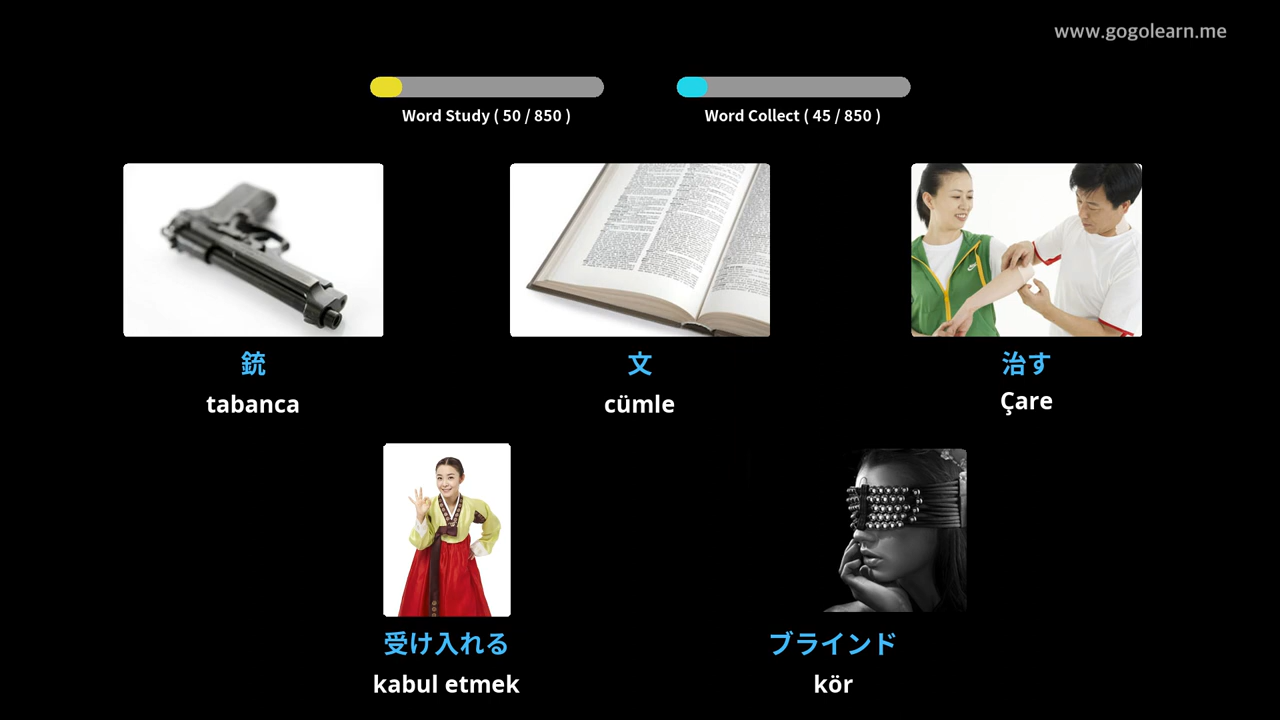 www.gogolearn.me
Word Study ( 50 / 850 )
Word Collect ( 45 / 850 )
銃
tabanca
文
cümle
治す
Çare
受け入れる
kabul etmek
ブラインド
kör